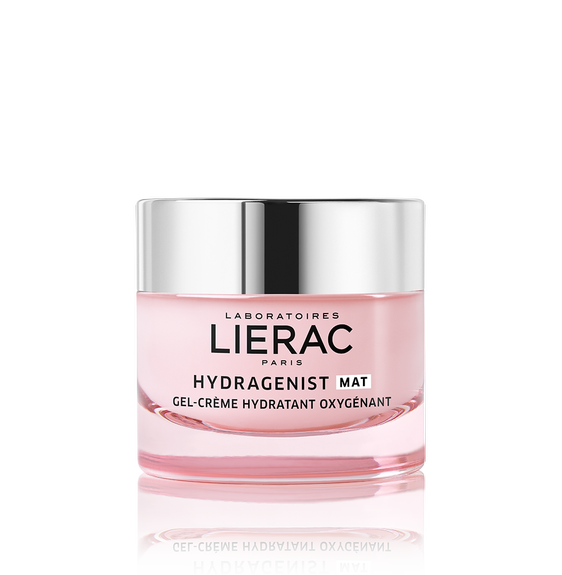 LABORATOIRES
LIERAC
PARIS
HYDRAGENIST MAT
GEL-CRÈME HYDRATANT OXYGÉNANT